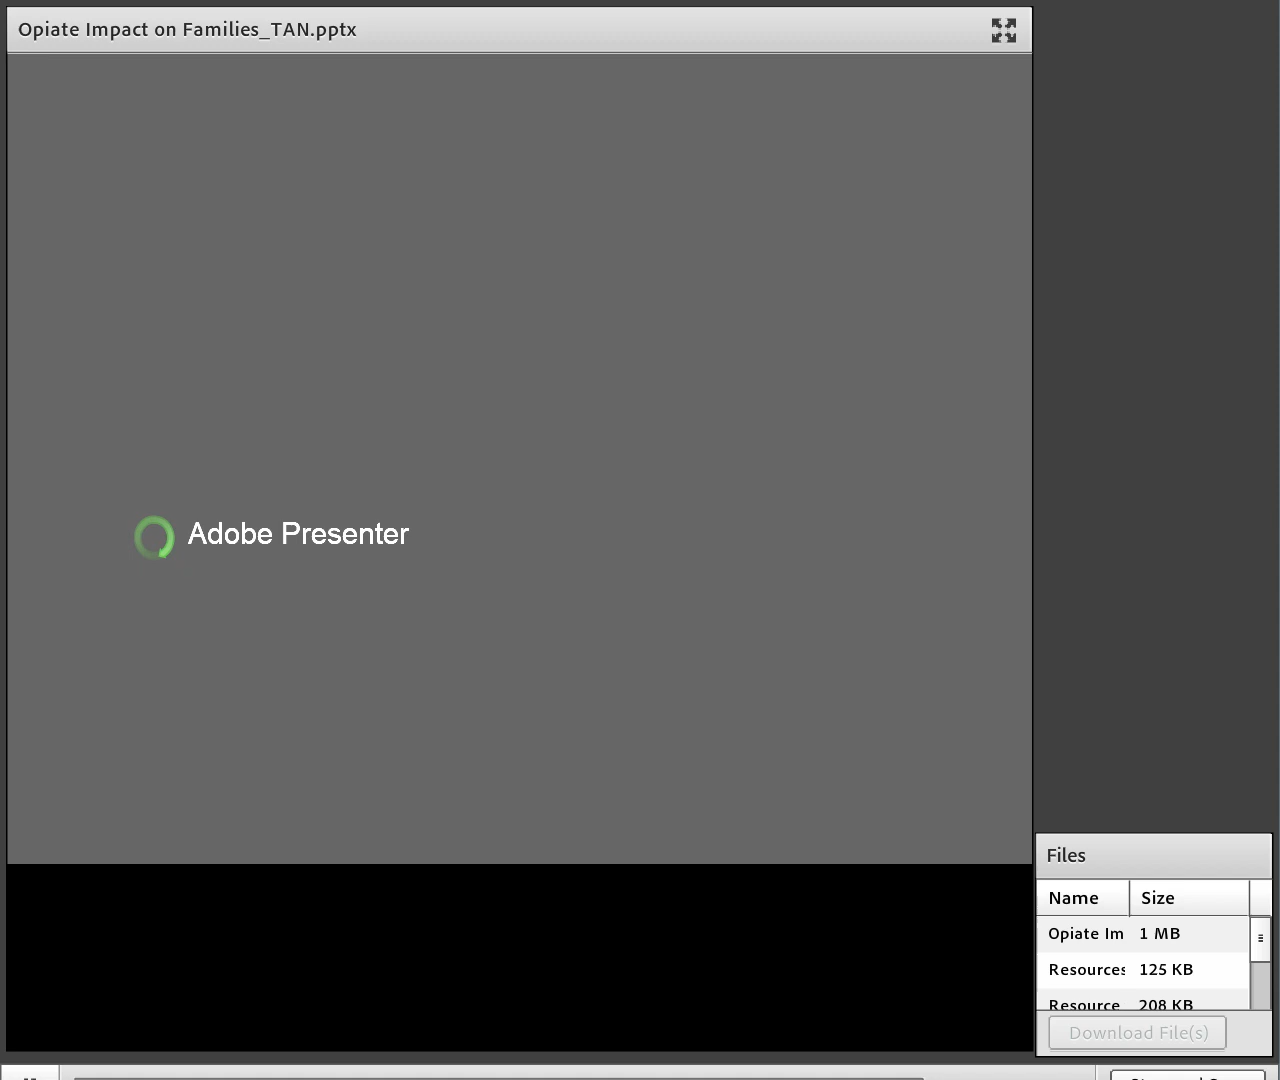 Opiate Impact on Families_TAN.pptx
Adobe Presenter
Files
Name Size
Opiate Im 1 MB
Resources 125 KB
Resource 208 KB
Download File(s)